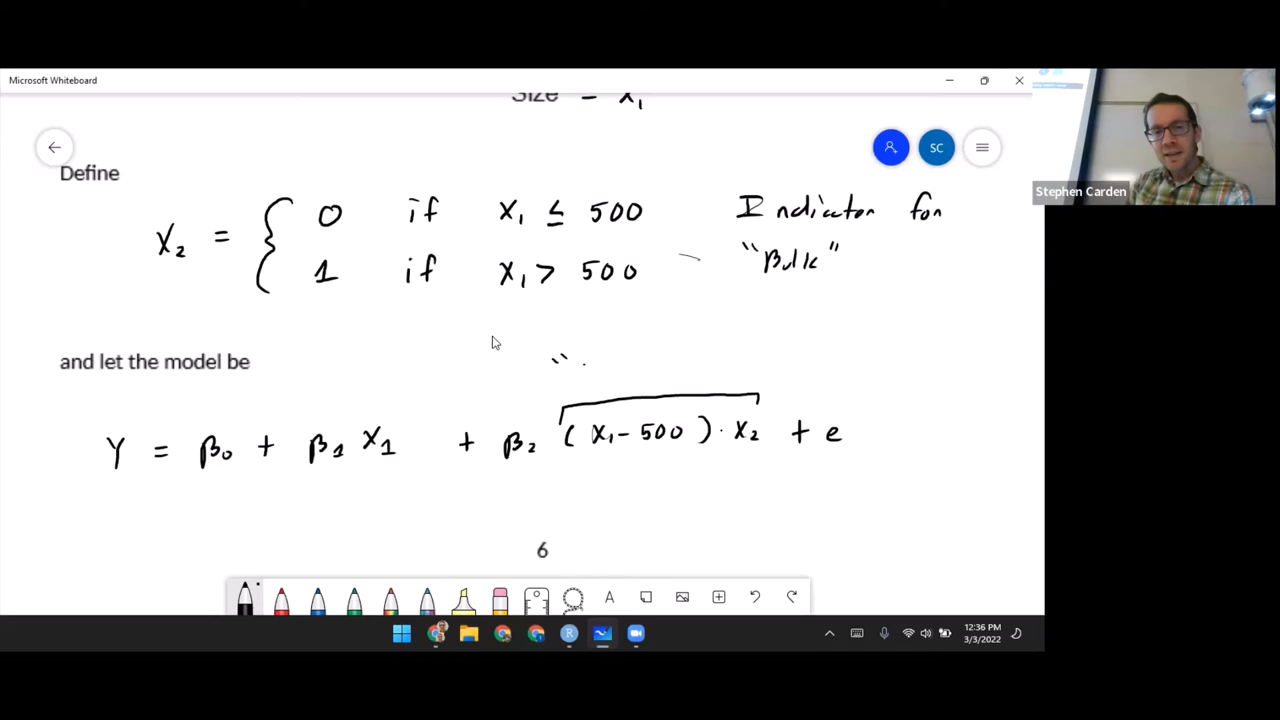 Microsoft Whiteboard
Size = X₁
Define
SC
Stephen Carden
X₂ = { 0 if X₁ ≤ 500
1 if X₁ > 500
Indicator for
"Bulk"
and let the model be
“
Y = β₀ + β₁ X₁ + β₂ (X₁ - 500) · X₂ + e
6
A
12:36 PM
3/3/2022